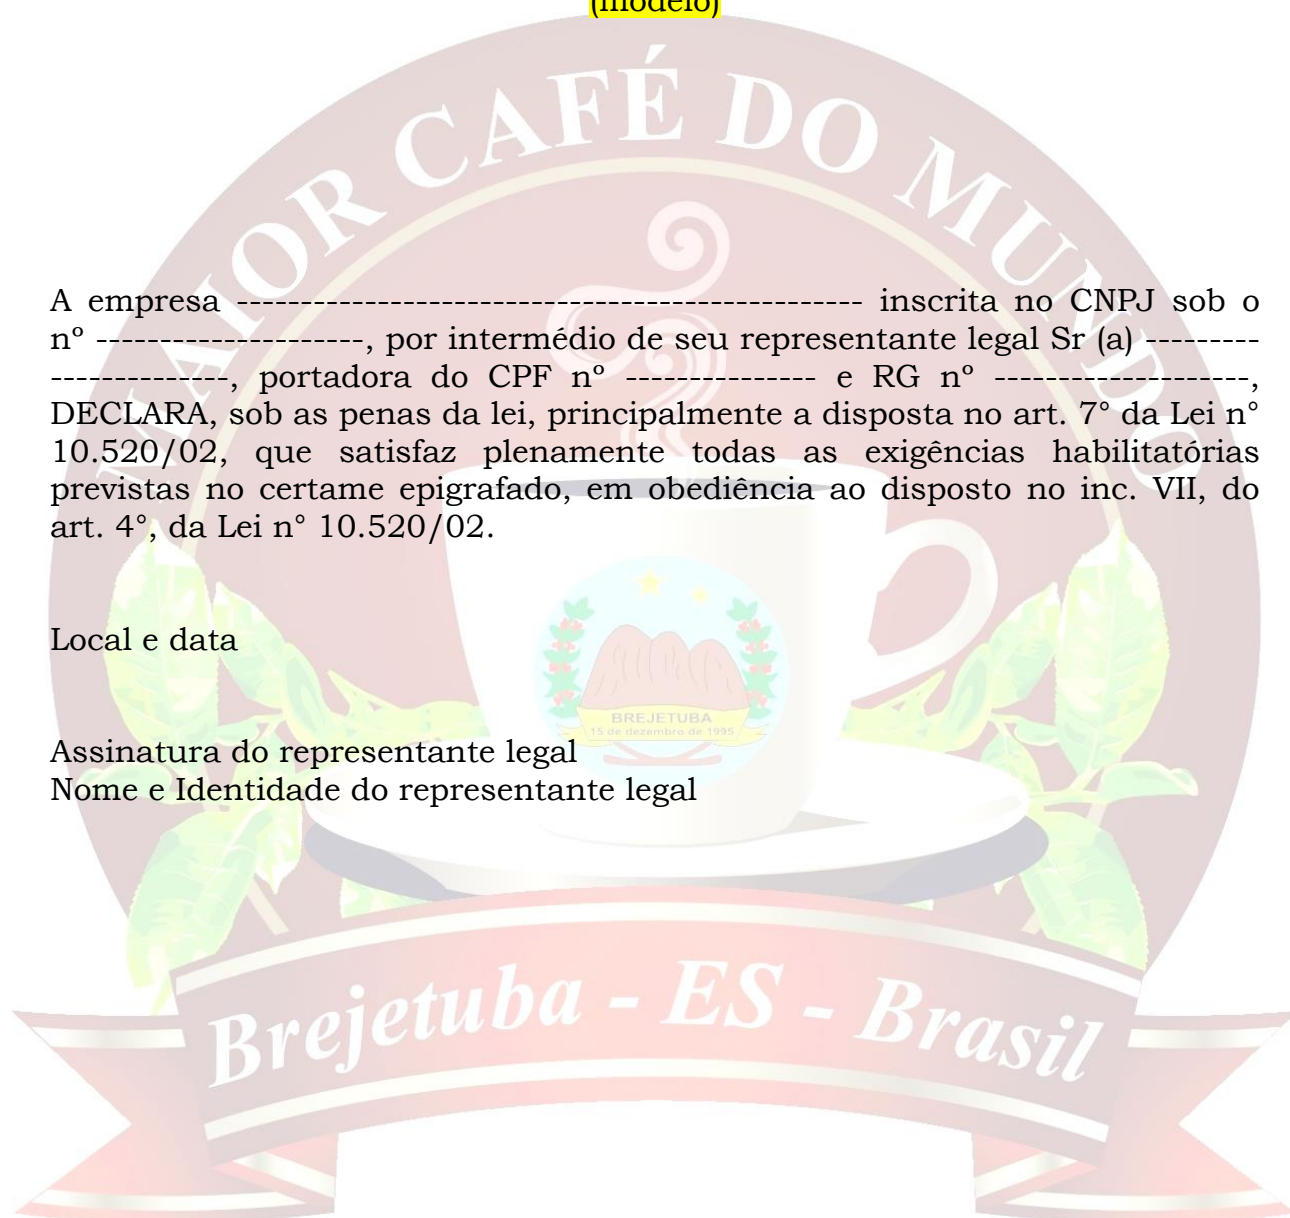 (modelo)
MAIOR CAFÉ DO MUNDO
A empresa ------------------------------------------------- inscrita no CNPJ sob o
nº ---------------------, por intermédio de seu representante legal Sr (a) ---------
--------------, portadora do CPF nº --------------- e RG nº --------------------,
DECLARA, sob as penas da lei, principalmente a disposta no art. 7° da Lei n°
10.520/02, que satisfaz plenamente todas as exigências habilitatórias
previstas no certame epigrafado, em obediência ao disposto no inc. VII, do
art. 4°, da Lei n° 10.520/02.
Local e data
BREJETUBA
15 de dezembro de 1995
Assinatura do representante legal
Nome e Identidade do representante legal
Brejetuba - ES - Brasil